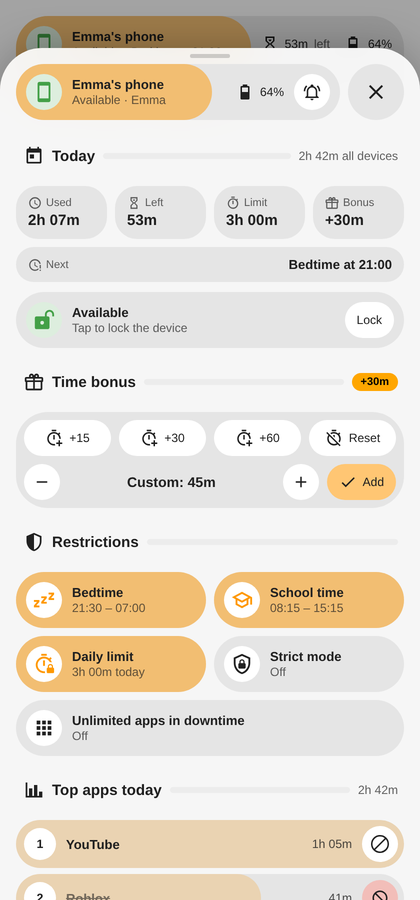 Emma's phone
53m left
64%
Emma's phone
Available · Emma
64%
Today
2h 42m all devices
Used
2h 07m
Left
53m
Limit
3h 00m
Bonus
+30m
Next
Bedtime at 21:00
Available
Tap to lock the device
Lock
Time bonus
+30m
+15
+30
+60
Reset
Custom: 45m
Add
Restrictions
Bedtime
21:30 – 07:00
School time
08:15 – 15:15
Daily limit
3h 00m today
Strict mode
Off
Unlimited apps in downtime
Off
Top apps today
2h 42m
1
YouTube
1h 05m
2
Roblox
41m